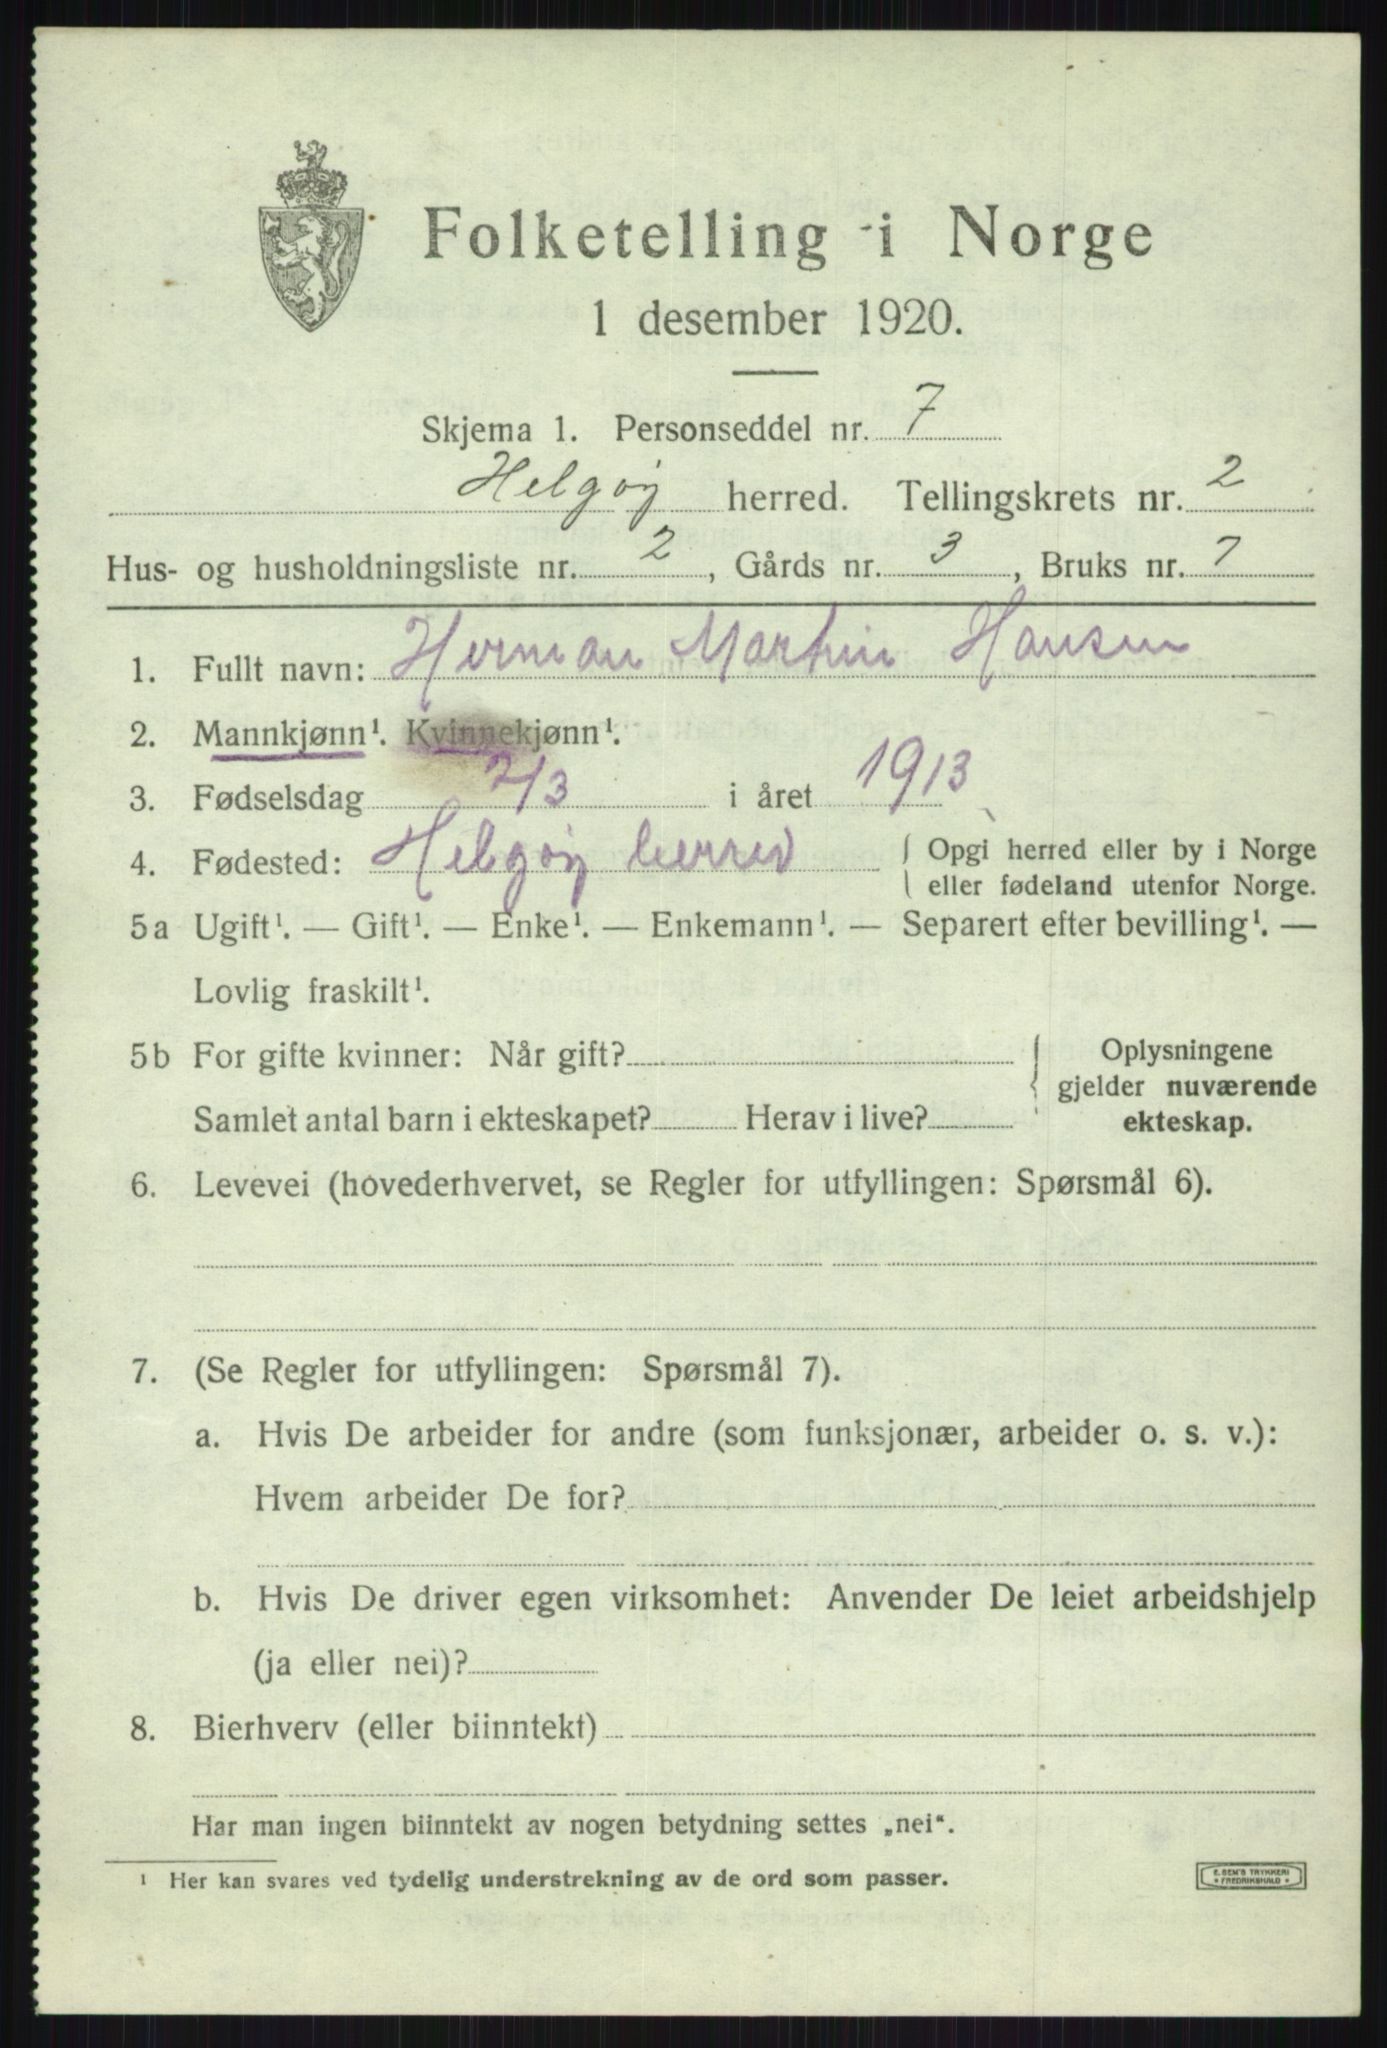 Folketelling i Norge
1 desember 1920.
Skjema 1. Personseddel nr. 7
Helgøy herred. Tellingskrets nr. 2
Hus- og husholdningsliste nr. 2, Gårds nr. 3, Bruks nr. 7
1. Fullt navn: Herman Martin Hansen
2. Mannkjønn¹. Kvinnekjønn¹.
3. Fødselsdag 7/3 i året 1913
4. Fødested: Helgøy herred { Opgi herred eller by i Norge
eller fødeland utenfor Norge.
5a Ugift¹. — Gift¹. — Enke¹. — Enkemann¹. — Separert efter bevilling¹. —
Lovlig fraskilt¹.
5b For gifte kvinner: Når gift? { Oplysningene
gjelder nuværende
Samlet antal barn i ekteskapet? Herav i live? ekteskap.
6. Levevei (hovederhvervet, se Regler for utfyllingen: Spørsmål 6).
7. (Se Regler for utfyllingen: Spørsmål 7).
a. Hvis De arbeider for andre (som funksjonær, arbeider o. s. v.):
Hvem arbeider De for?
b. Hvis De driver egen virksomhet: Anvender De leiet arbeidshjelp
(ja eller nei)?
8. Bierhverv (eller biinntekt)
Har man ingen biinntekt av nogen betydning settes „nei“.
¹ Her kan svares ved tydelig understrekning av de ord som passer.
E. SEM'S TRYKKERI
* FREDRIKSHALD *